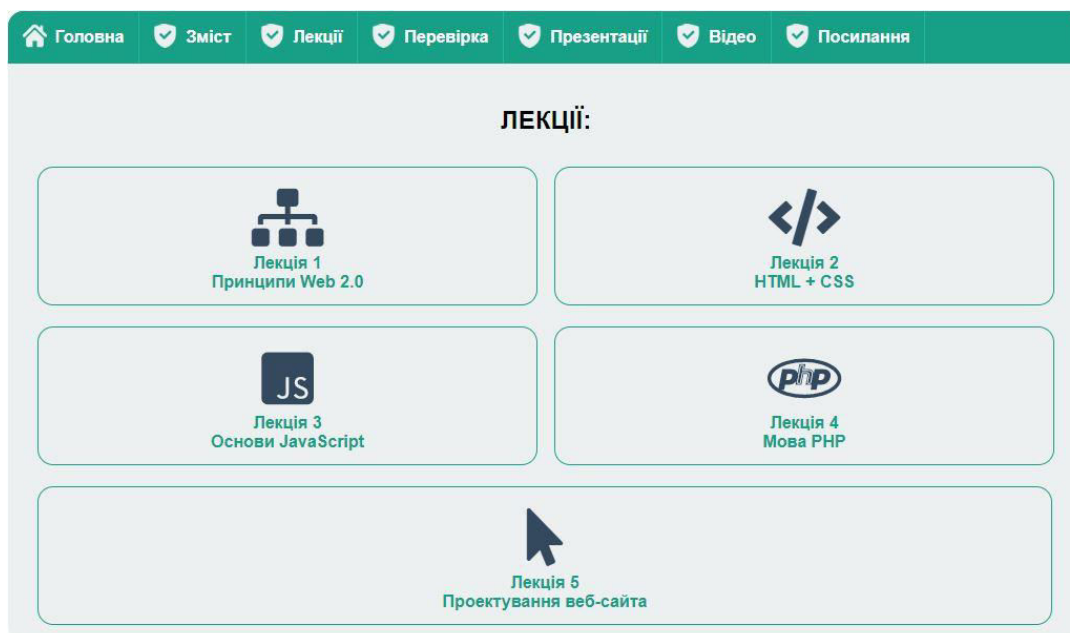 Головна Зміст Лекції Перевірка Презентації Відео Посилання
ЛЕКЦІЇ:
Лекція 1
Принципи Web 2.0
</>
Лекція 2
HTML + CSS
JS
Лекція 3
Основи JavaScript
php
Лекція 4
Мова PHP
Лекція 5
Проектування веб-сайта